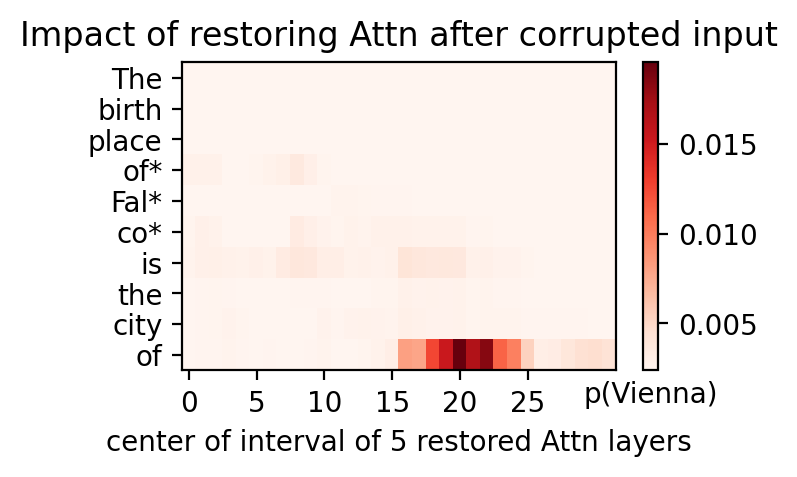 Impact of restoring Attn after corrupted input
The
birth
place
of*
Fal*
co*
is
the
city
of
0 5 10 15 20 25
center of interval of 5 restored Attn layers
0.015
0.010
0.005
p(Vienna)